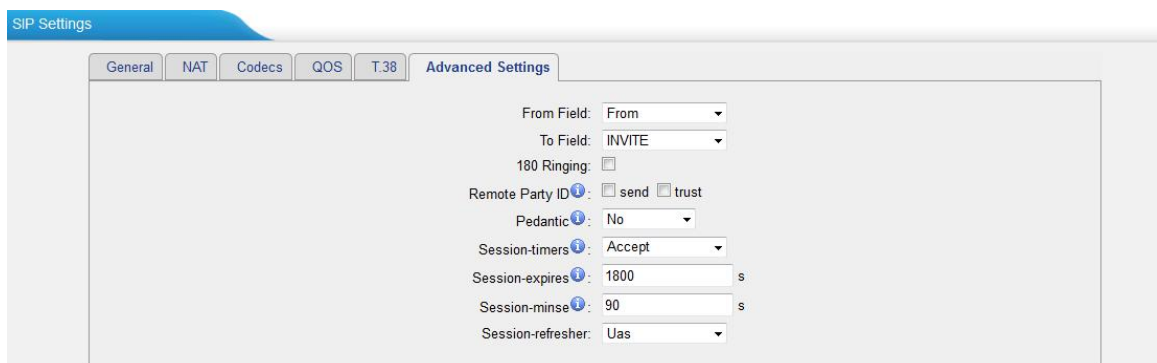 SIP Settings
General NAT Codecs QOS T.38 Advanced Settings
From Field: From
To Field: INVITE
180 Ringing:
Remote Party ID i : send trust
Pedantic i : No
Session-timers i : Accept
Session-expires i : 1800 s
Session-minse i : 90 s
Session-refresher: Uas